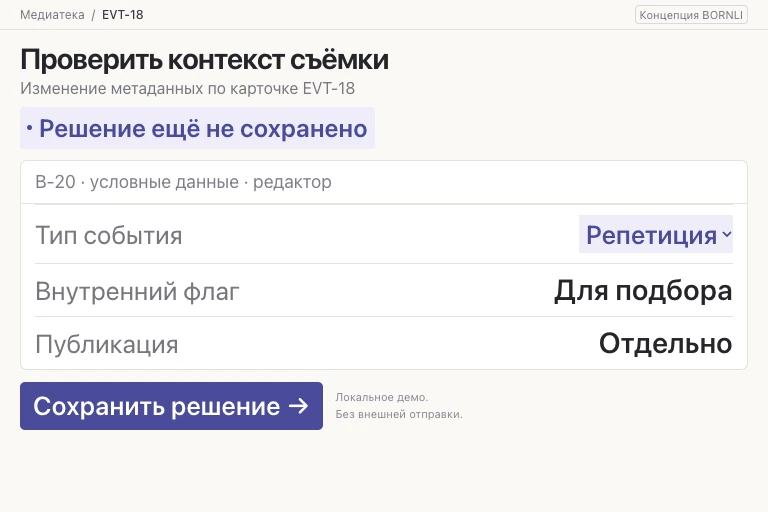 Медиатека / EVT-18
Концепция BORNLI
Проверить контекст съёмки
Изменение метаданных по карточке EVT-18
• Решение ещё не сохранено
B-20 · условные данные · редактор
Тип события
Репетиция
Внутренний флаг
Для подбора
Публикация
Отдельно
Сохранить решение →
Локальное демо.
Без внешней отправки.